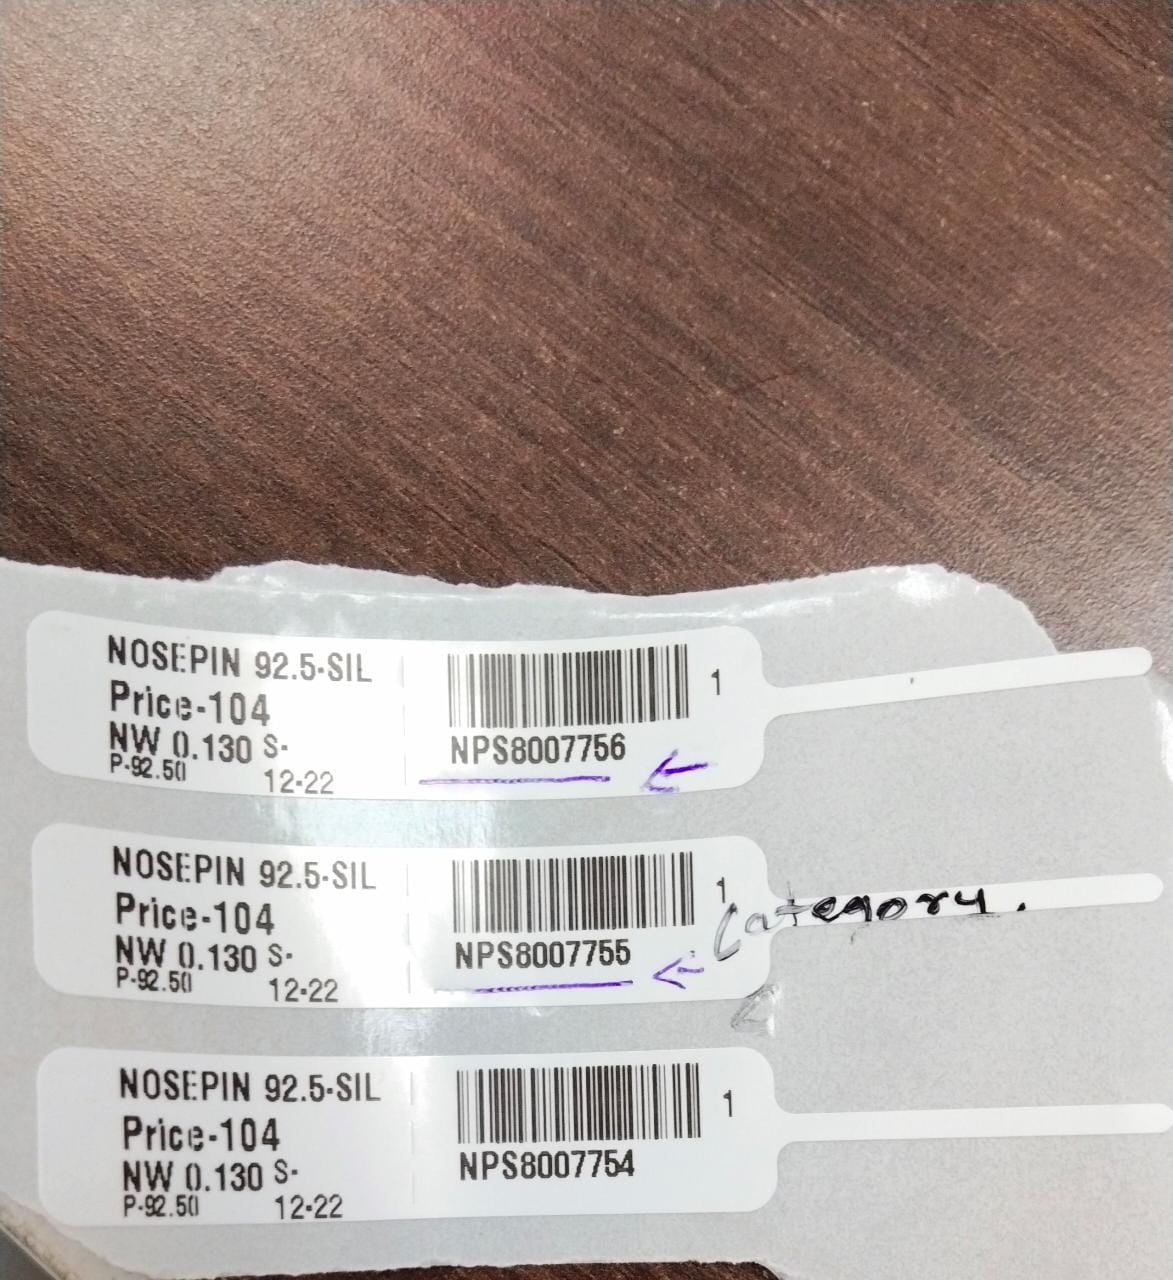 NOSEPIN 92.5-SIL
Price-104
NW 0.130 S-
P-92.50 12-22
1
NPS8007756
NOSEPIN 92.5-SIL
Price-104
NW 0.130 S-
P-92.50 12-22
1
NPS8007755
Category.
NOSEPIN 92.5-SIL
Price-104
NW 0.130 S-
P-92.50 12-22
1
NPS8007754